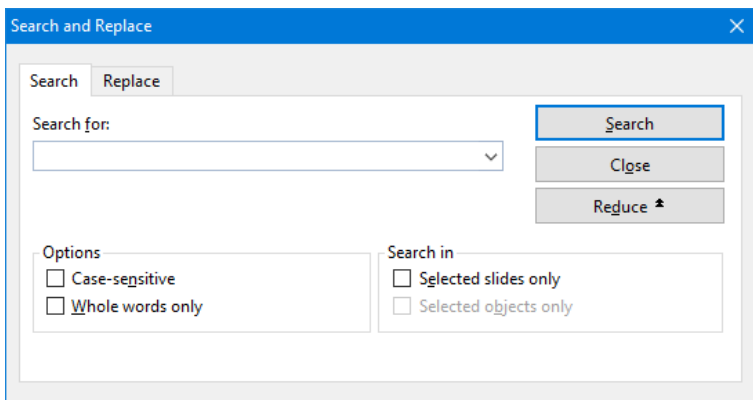 Search and Replace
Search Replace
Search for:
Search
Close
Reduce
Options
Case-sensitive
Whole words only
Search in
Selected slides only
Selected objects only